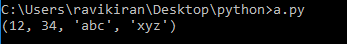 C:\Users\ravikiran\Desktop\python>a.py
(12, 34, 'abc', 'xyz')